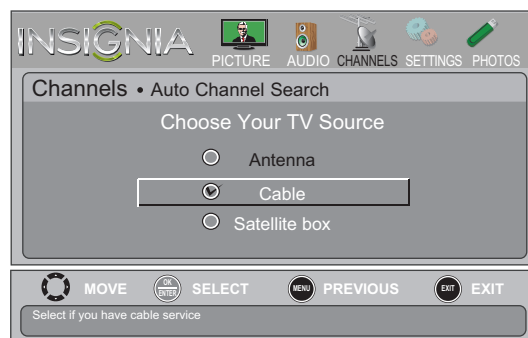 INSIGNIA
PICTURE AUDIO CHANNELS SETTINGS PHOTOS
Channels • Auto Channel Search
Choose Your TV Source
Antenna
Cable
Satellite box
MOVE OK ENTER SELECT MENU PREVIOUS EXIT EXIT
Select if you have cable service